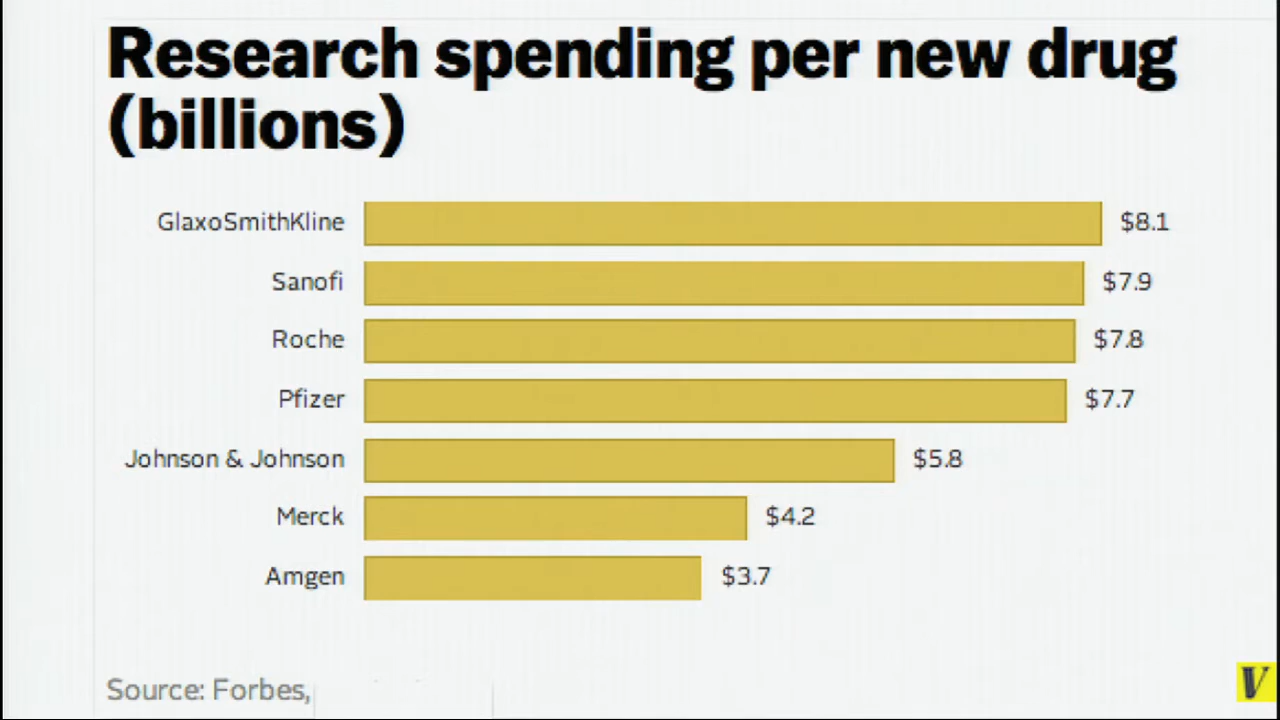 Research spending per new drug
(billions)
GlaxoSmithKline $8.1
Sanofi $7.9
Roche $7.8
Pfizer $7.7
Johnson & Johnson $5.8
Merck $4.2
Amgen $3.7
Source: Forbes,
V